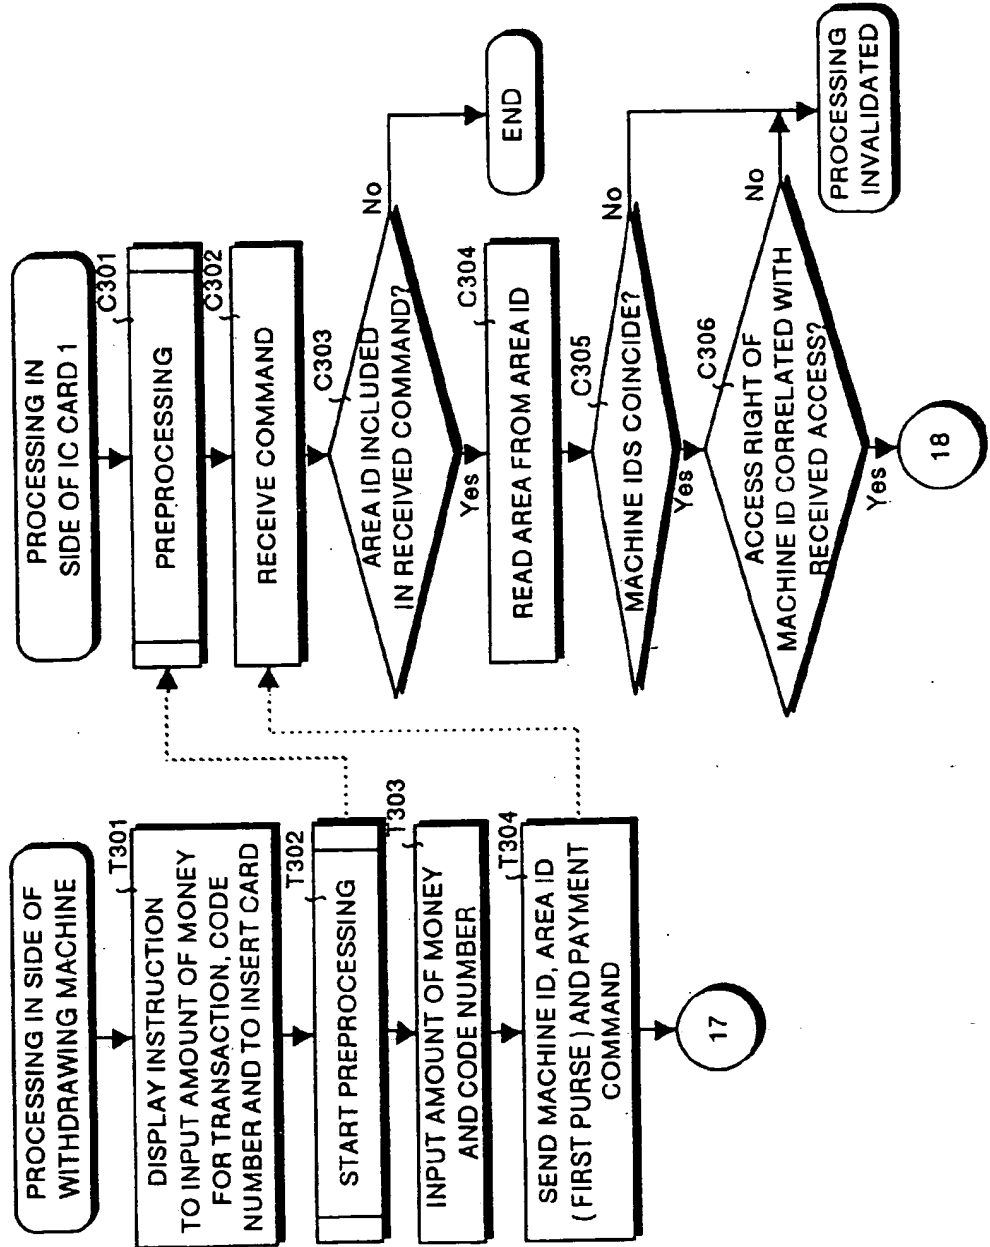 PROCESSING IN SIDE OF
WITHDRAWING MACHINE
T301
DISPLAY INSTRUCTION
TO INPUT AMOUNT OF MONEY
FOR TRANSACTION, CODE
NUMBER AND TO INSERT CARD
T302
START PREPROCESSING
T303
INPUT AMOUNT OF MONEY
AND CODE NUMBER
T304
SEND MACHINE ID, AREA ID
( FIRST PURSE ) AND PAYMENT
COMMAND
17
PROCESSING IN
SIDE OF IC CARD 1
C301
PREPROCESSING
C302
RECEIVE COMMAND
C303
AREA ID INCLUDED
IN RECEIVED COMMAND?
No
END
Yes
C304
READ AREA FROM AREA ID
C305
MACHINE IDS COINCIDE?
No
Yes
C306
ACCESS RIGHT OF
MACHINE ID CORRELATED WITH
RECEIVED ACCESS?
No
PROCESSING
INVALIDATED
Yes
18